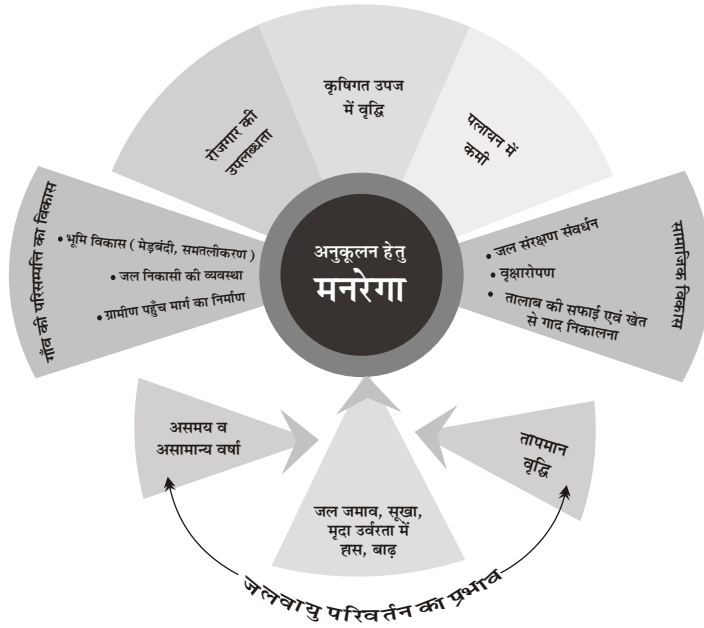 कृषिगत उपज
में वृद्धि
रोजगार की
उपलब्धता
पलायन में
कमी
गाँव की परिसम्पत्ति का विकास
• भूमि विकास ( मेड़बंदी, समतलीकरण )
• जल निकासी की व्यवस्था
• ग्रामीण पहुँच मार्ग का निर्माण
अनुकूलन हेतु
मनरेगा
• जल संरक्षण संवर्धन
• वृक्षारोपण
• तालाब की सफाई एवं खेत
से गाद निकालना
सामाजिक विकास
असमय व
असामान्य वर्षा
जल जमाव, सूखा,
मृदा उर्वरता में
ह्रास, बाढ़
तापमान
वृद्धि
जलवायु परिवर्तन का प्रभाव